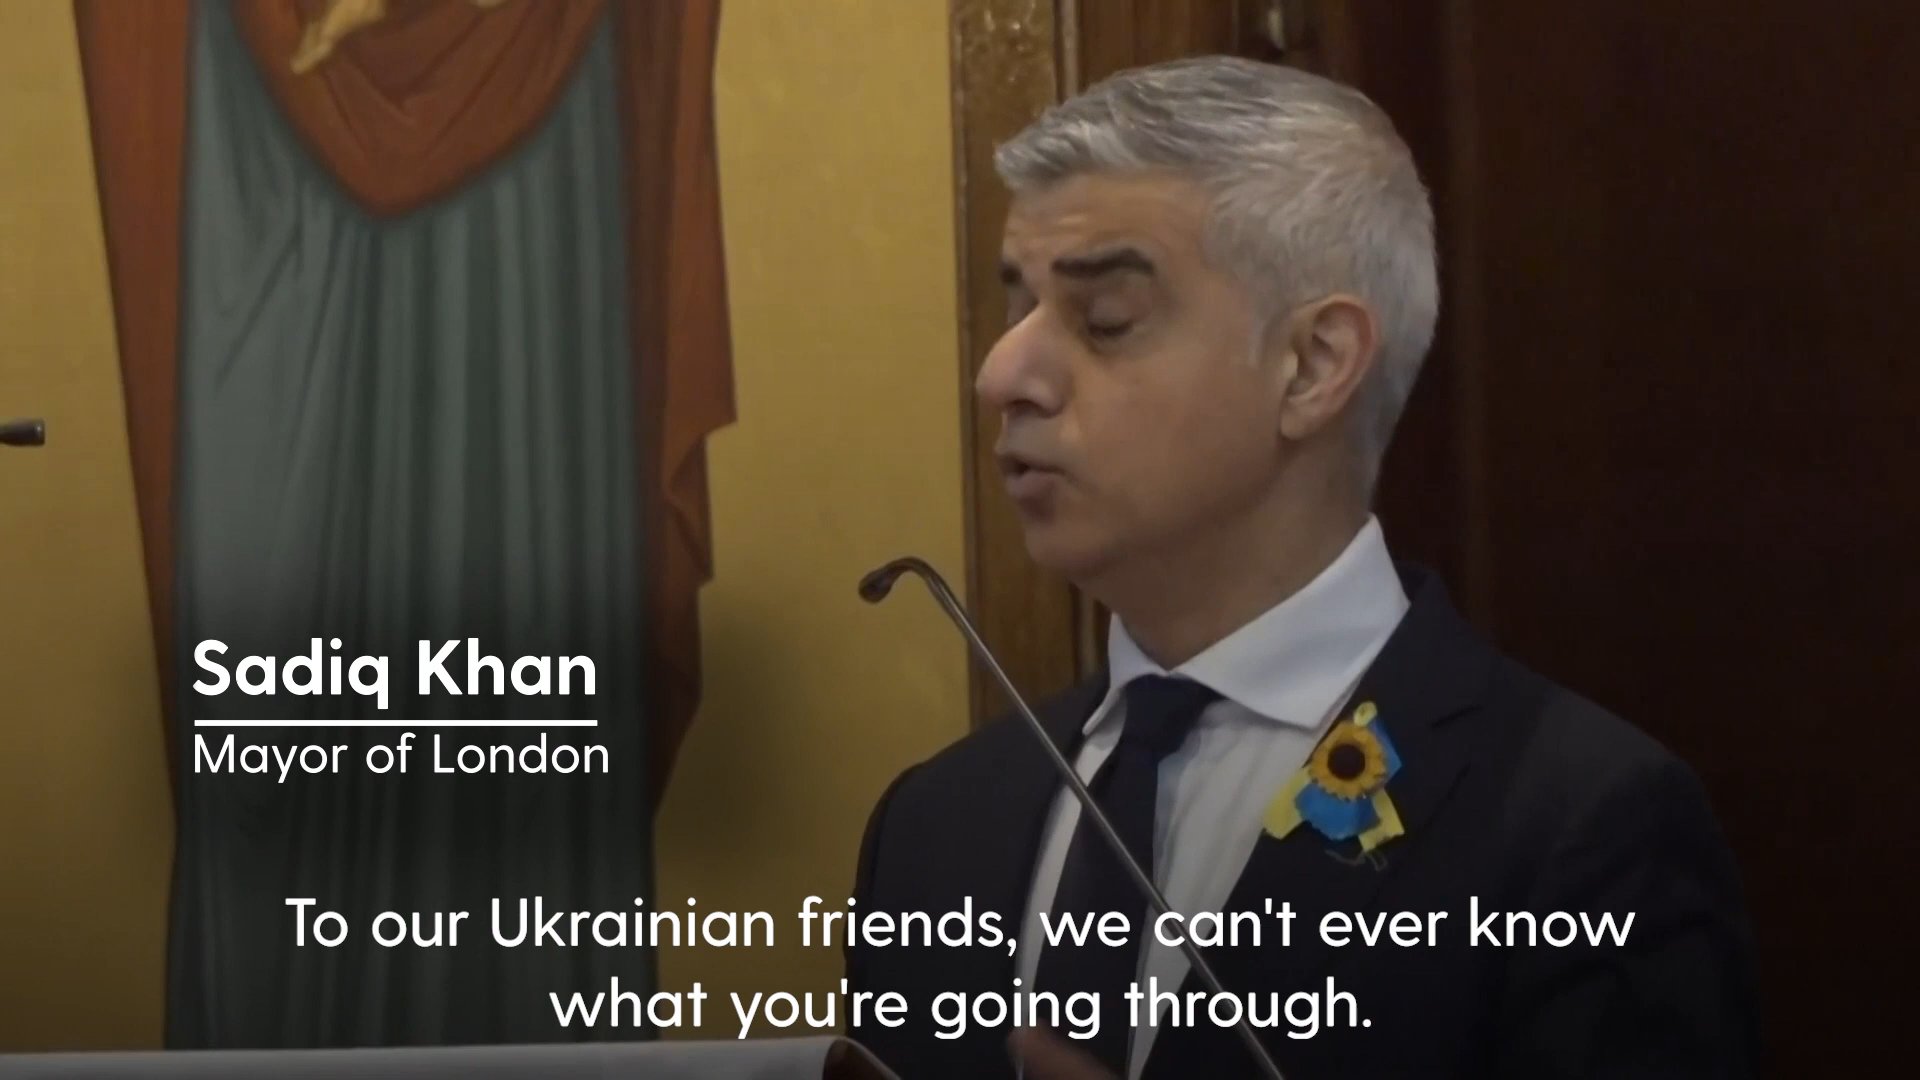 Sadiq Khan
Mayor of London
To our Ukrainian friends, we can't ever know
what you're going through.